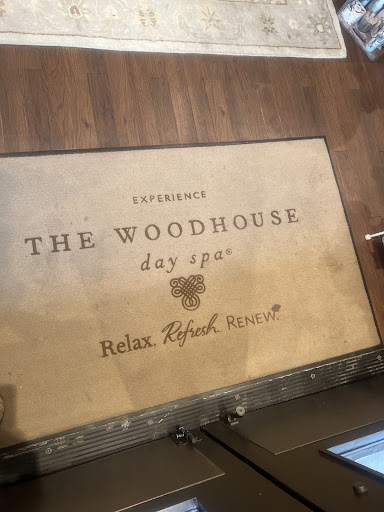 EXPERIENCE
THE WOODHOUSE
day spa®
Relax. Refresh. RENEW.